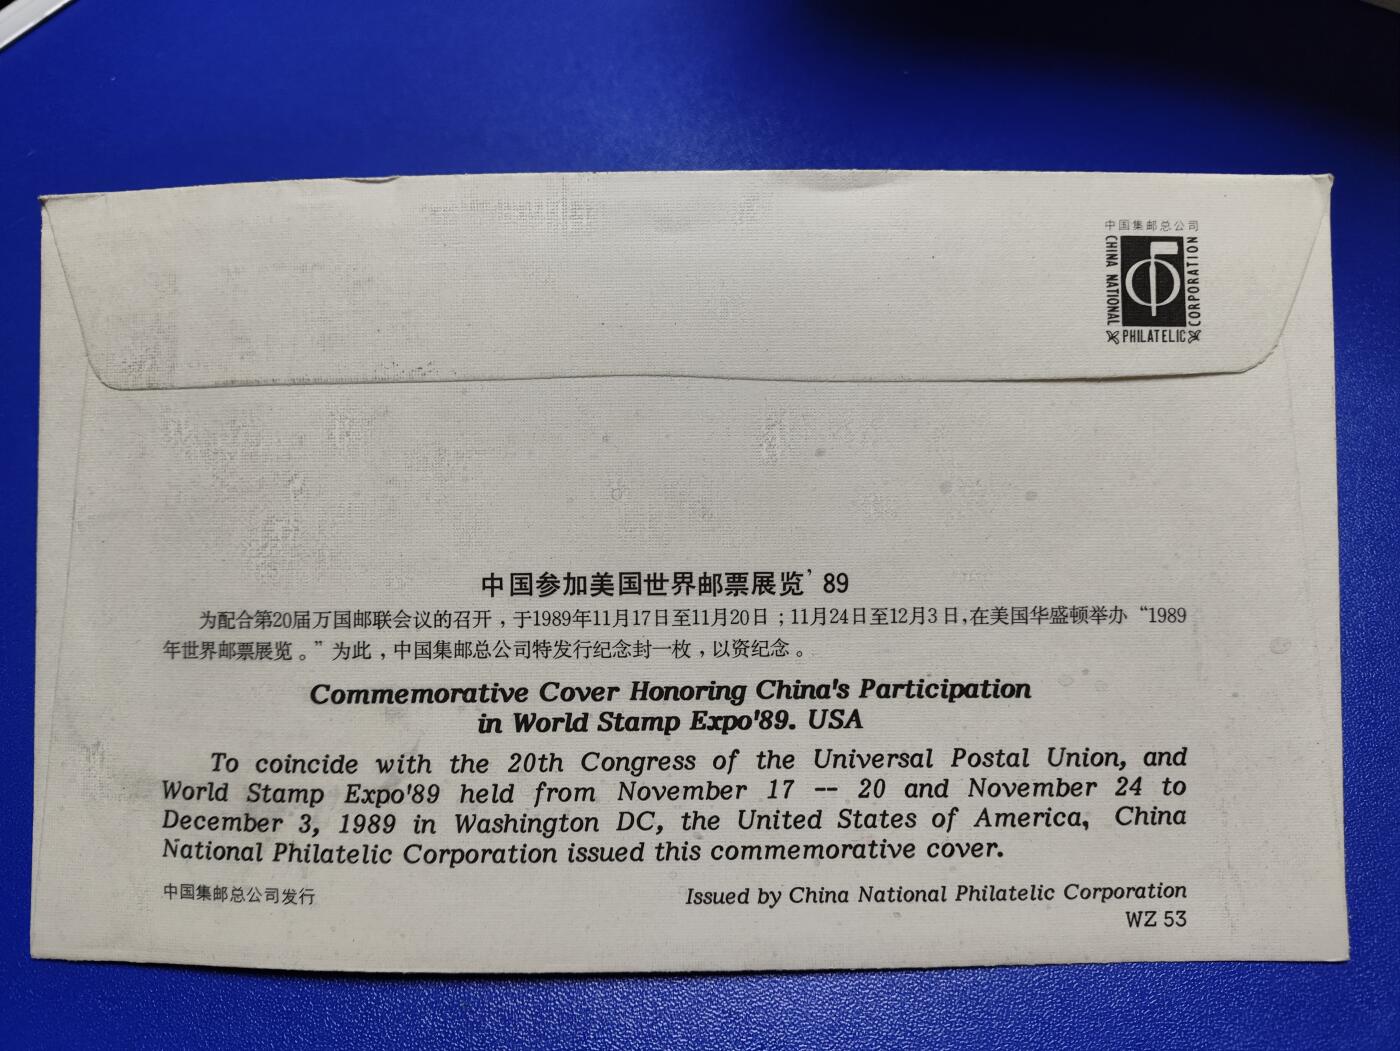 中国集邮总公司
CHINA NATIONAL
PHILATELIC
CORPORATION
中国参加美国世界邮票展览'89
为配合第20届万国邮联会议的召开，于1989年11月17日至11月20日；11月24日至12月3日,在美国华盛顿举办“1989
年世界邮票展览。”为此，中国集邮总公司特发行纪念封一枚，以资纪念。
Commemorative Cover Honoring China's Participation
in World Stamp Expo'89. USA
To coincide with the 20th Congress of the Universal Postal Union, and
World Stamp Expo'89 held from November 17 -- 20 and November 24 to
December 3, 1989 in Washington DC, the United States of America, China
National Philatelic Corporation issued this commemorative cover.
中国集邮总公司发行
Issued by China National Philatelic Corporation
WZ 53